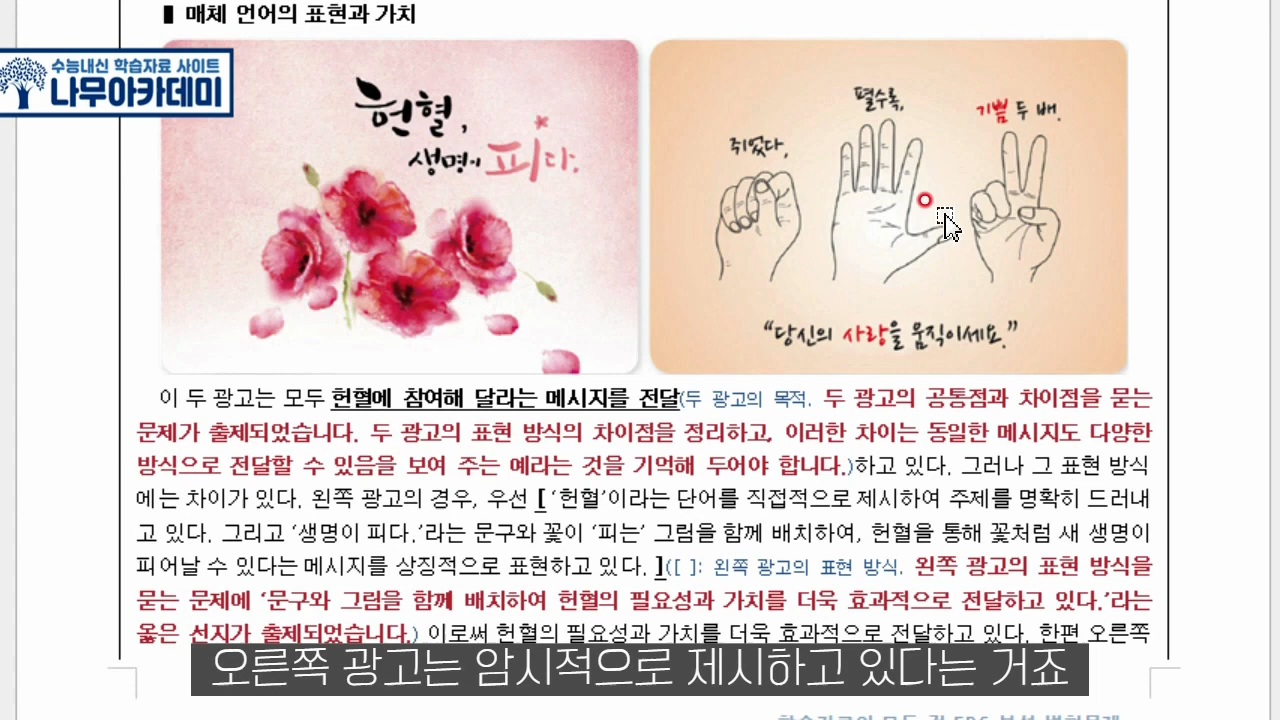 ▮ 매체 언어의 표현과 가치
수능내신 학습자료 사이트
나무아카데미
헌혈,
생명이 피다.
쥐었다,
펼수록,
기쁨 두 배.
“당신의 사랑을 움직이세요.”
이 두 광고는 모두 헌혈에 참여해 달라는 메시지를 전달(두 광고의 목적. 두 광고의 공통점과 차이점을 묻는
문제가 출제되었습니다. 두 광고의 표현 방식의 차이점을 정리하고, 이러한 차이는 동일한 메시지도 다양한
방식으로 전달할 수 있음을 보여 주는 예라는 것을 기억해 두어야 합니다.)하고 있다. 그러나 그 표현 방식
에는 차이가 있다. 왼쪽 광고의 경우, 우선 [ ‘헌혈’이라는 단어를 직접적으로 제시하여 주제를 명확히 드러내
고 있다. 그리고 ‘생명이 피다.’라는 문구와 꽃이 ‘피는’ 그림을 함께 배치하여, 헌혈을 통해 꽃처럼 새 생명이
피어날 수 있다는 메시지를 상징적으로 표현하고 있다. ]([ ]: 왼쪽 광고의 표현 방식. 왼쪽 광고의 표현 방식을
묻는 문제에 ‘문구와 그림을 함께 배치하여 헌혈의 필요성과 가치를 더욱 효과적으로 전달하고 있다.’라는
옳은 선지가 출제되었습니다.) 이로써 헌혈의 필요성과 가치를 더욱 효과적으로 전달하고 있다. 한편 오른쪽
오른쪽 광고는 암시적으로 제시하고 있다는 거죠